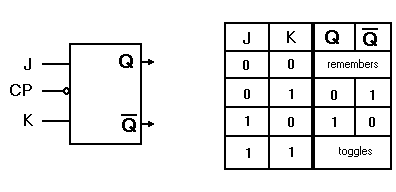 J
CP
K
Q
Q̅
J K Q Q̅
0 0 remembers
0 1 0 1
1 0 1 0
1 1 toggles